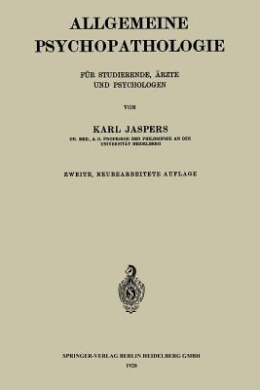 ALLGEMEINE
PSYCHOPATHOLOGIE
FÜR STUDIERENDE, ÄRZTE
UND PSYCHOLOGEN
VON
KARL JASPERS
DR. MED., A. O. PROFESSOR DER PHILOSOPHIE AN DER
UNIVERSITÄT HEIDELBERG
ZWEITE, NEUBEARBEITETE AUFLAGE
SPRINGER-VERLAG BERLIN HEIDELBERG GMBH
1920